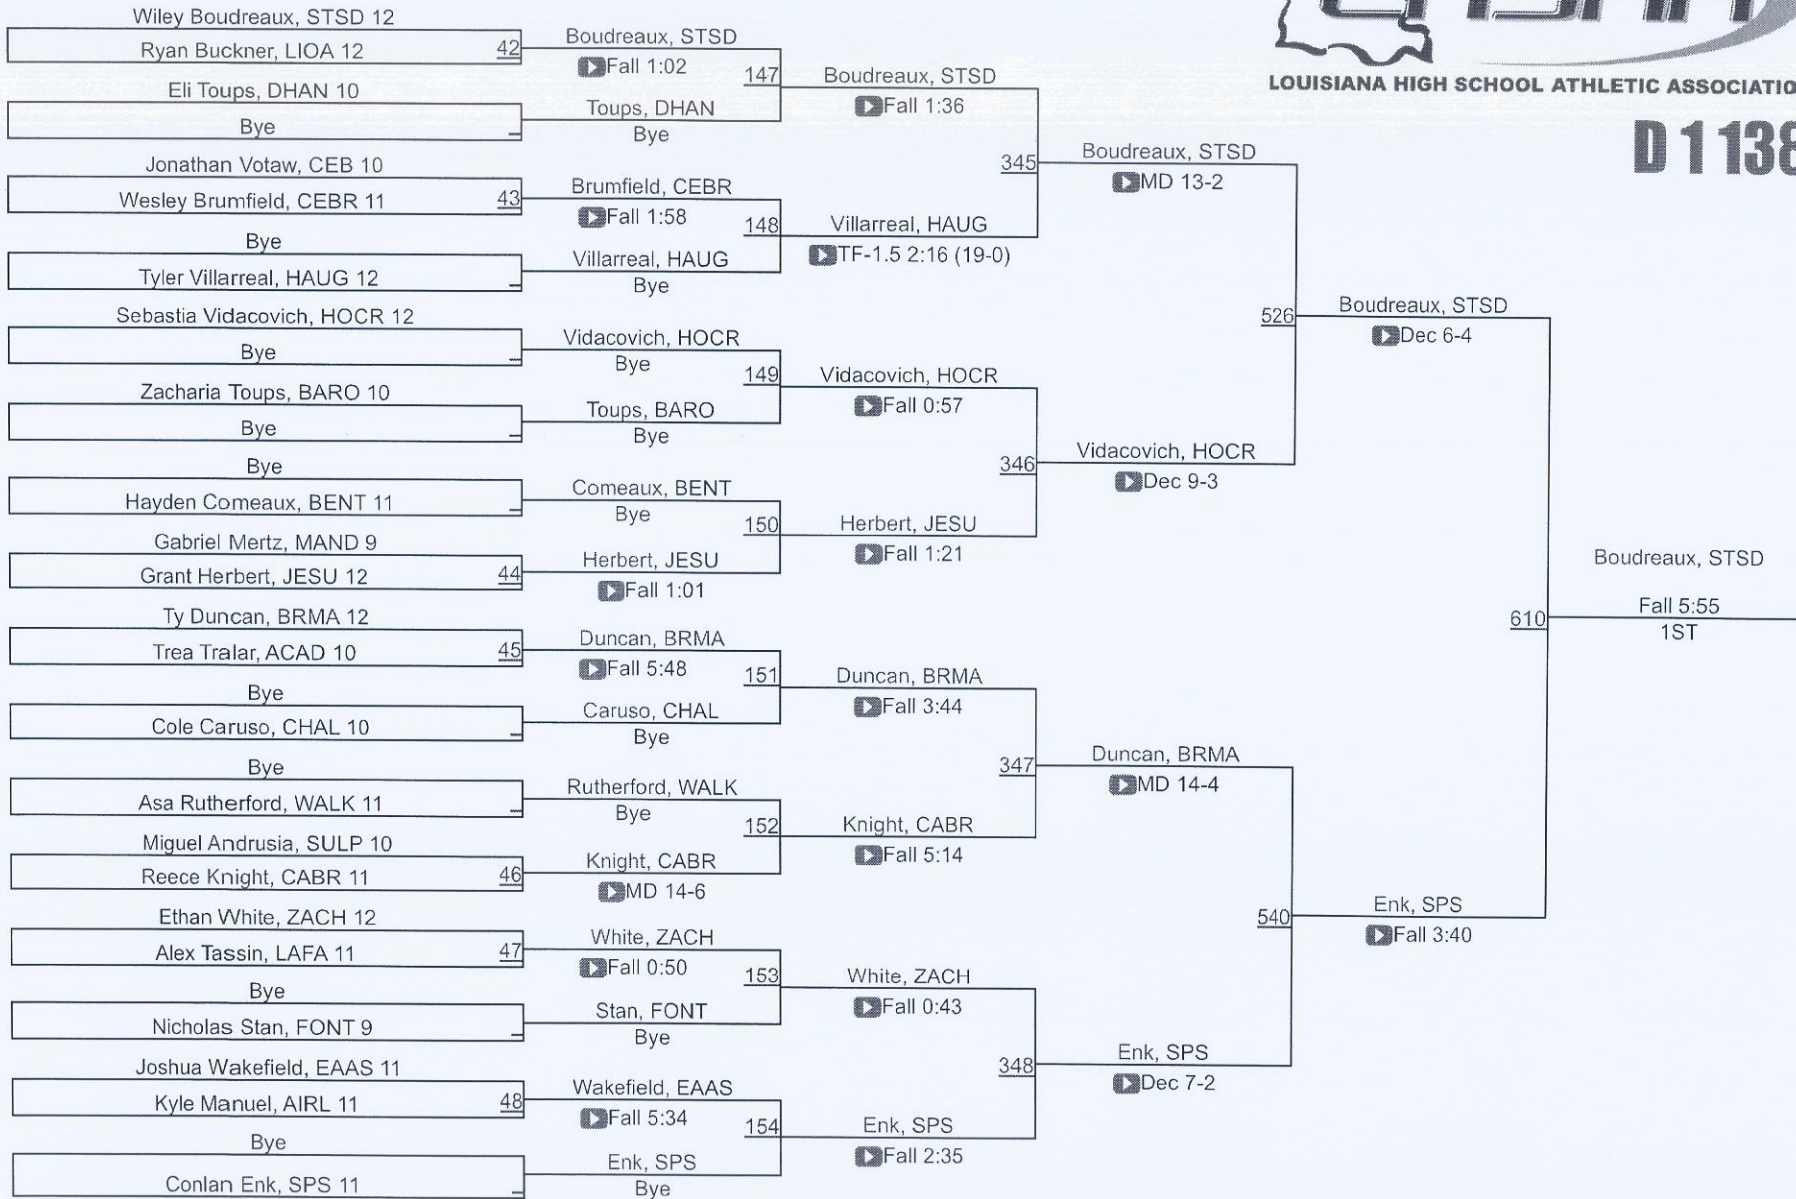 LOUISIANA HIGH SCHOOL ATHLETIC ASSOCIATIO
D 1 138
Wiley Boudreaux, STSD 12
Ryan Buckner, LIOA 12
42
Eli Toups, DHAN 10
Bye
Jonathan Votaw, CEB 10
Wesley Brumfield, CEBR 11
43
Bye
Tyler Villarreal, HAUG 12
Sebastia Vidacovich, HOCR 12
Bye
Zacharia Toups, BARO 10
Bye
Bye
Hayden Comeaux, BENT 11
Gabriel Mertz, MAND 9
Grant Herbert, JESU 12
44
Ty Duncan, BRMA 12
Trea Tralar, ACAD 10
45
Bye
Cole Caruso, CHAL 10
Bye
Asa Rutherford, WALK 11
Miguel Andrusia, SULP 10
Reece Knight, CABR 11
46
Ethan White, ZACH 12
Alex Tassin, LAFA 11
47
Bye
Nicholas Stan, FONT 9
Joshua Wakefield, EAAS 11
Kyle Manuel, AIRL 11
48
Bye
Conlan Enk, SPS 11
Boudreaux, STSD
Fall 1:02
147
Toups, DHAN
Bye
Brumfield, CEBR
Fall 1:58
148
Villarreal, HAUG
Bye
Vidacovich, HOCR
Bye
149
Toups, BARO
Bye
Comeaux, BENT
Bye
150
Herbert, JESU
Fall 1:01
Duncan, BRMA
Fall 5:48
151
Caruso, CHAL
Bye
Rutherford, WALK
Bye
152
Knight, CABR
MD 14-6
White, ZACH
Fall 0:50
153
Stan, FONT
Bye
Wakefield, EAAS
Fall 5:34
154
Enk, SPS
Bye
Boudreaux, STSD
Fall 1:36
345
Villarreal, HAUG
TF-1.5 2:16 (19-0)
Vidacovich, HOCR
Fall 0:57
346
Herbert, JESU
Fall 1:21
Duncan, BRMA
Fall 3:44
347
Knight, CABR
Fall 5:14
White, ZACH
Fall 0:43
348
Enk, SPS
Fall 2:35
Boudreaux, STSD
MD 13-2
526
Vidacovich, HOCR
Dec 9-3
Duncan, BRMA
MD 14-4
540
Enk, SPS
Dec 7-2
Boudreaux, STSD
Dec 6-4
610
Enk, SPS
Fall 3:40
Boudreaux, STSD
Fall 5:55
1ST